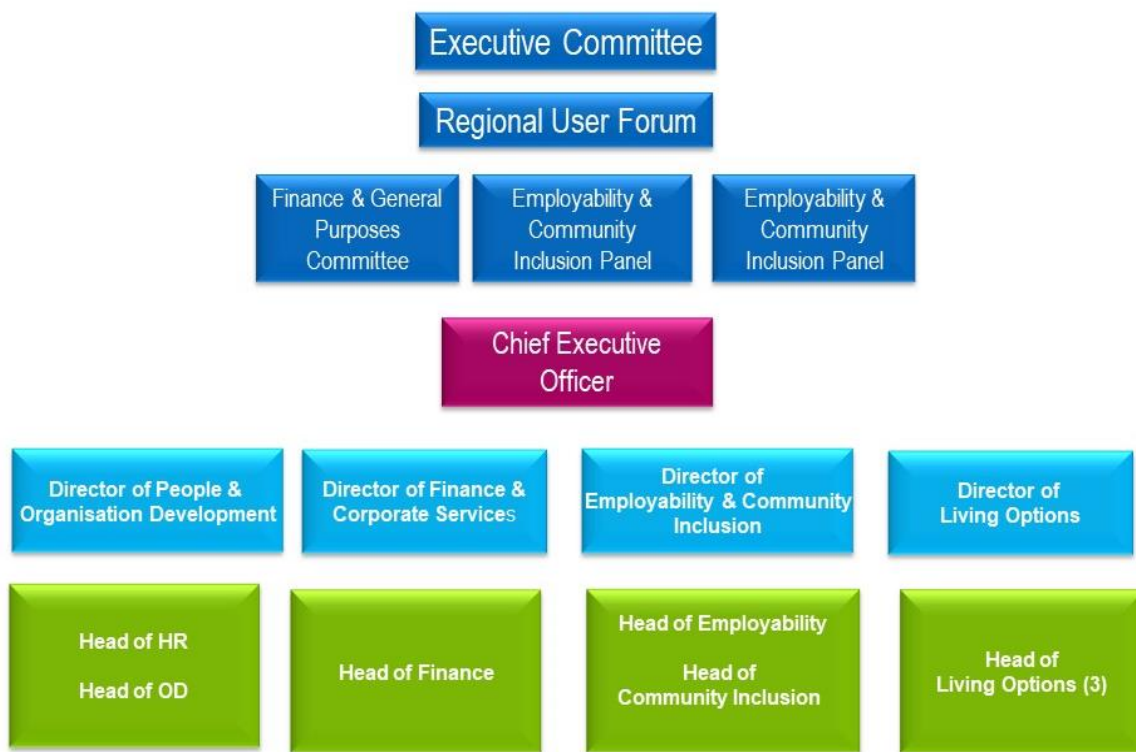 Executive Committee
Regional User Forum
Finance & General
Purposes
Committee
Employability &
Community
Inclusion Panel
Employability &
Community
Inclusion Panel
Chief Executive
Officer
Director of People &
Organisation Development
Director of Finance &
Corporate Services
Director of
Employability & Community
Inclusion
Director of
Living Options
Head of HR
Head of OD
Head of Finance
Head of Employability
Head of
Community Inclusion
Head of
Living Options (3)